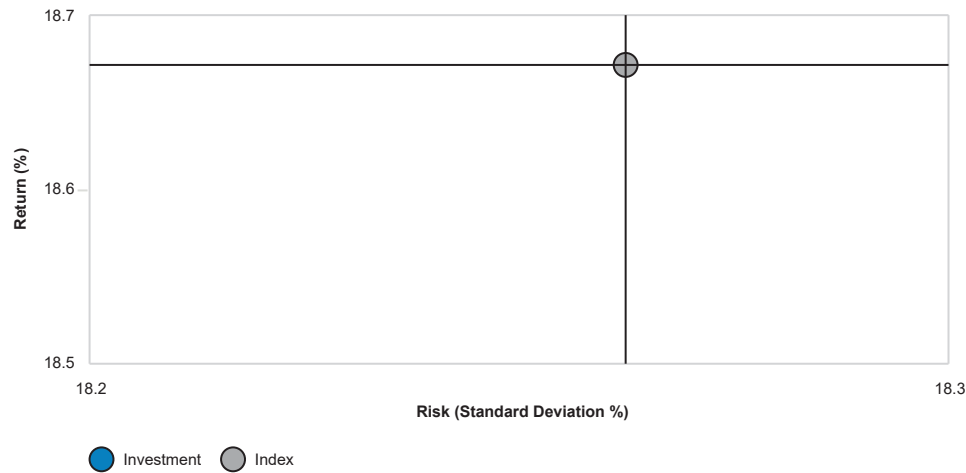 18.7
Return (%)
18.6
18.5
18.2
18.3
Risk (Standard Deviation %)
Investment
Index